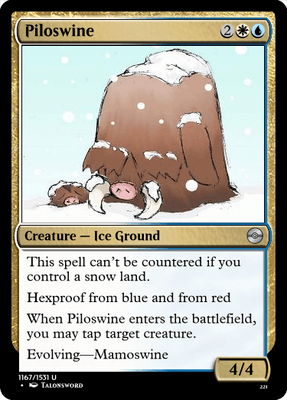 Piloswine 2
Creature — Ice Ground
This spell can't be countered if you
control a snow land.
Hexproof from blue and from red
When Piloswine enters the battlefield,
you may tap target creature.
Evolving—Mamoswine
4/4
1167/1531 U
• TALONSWORD
221